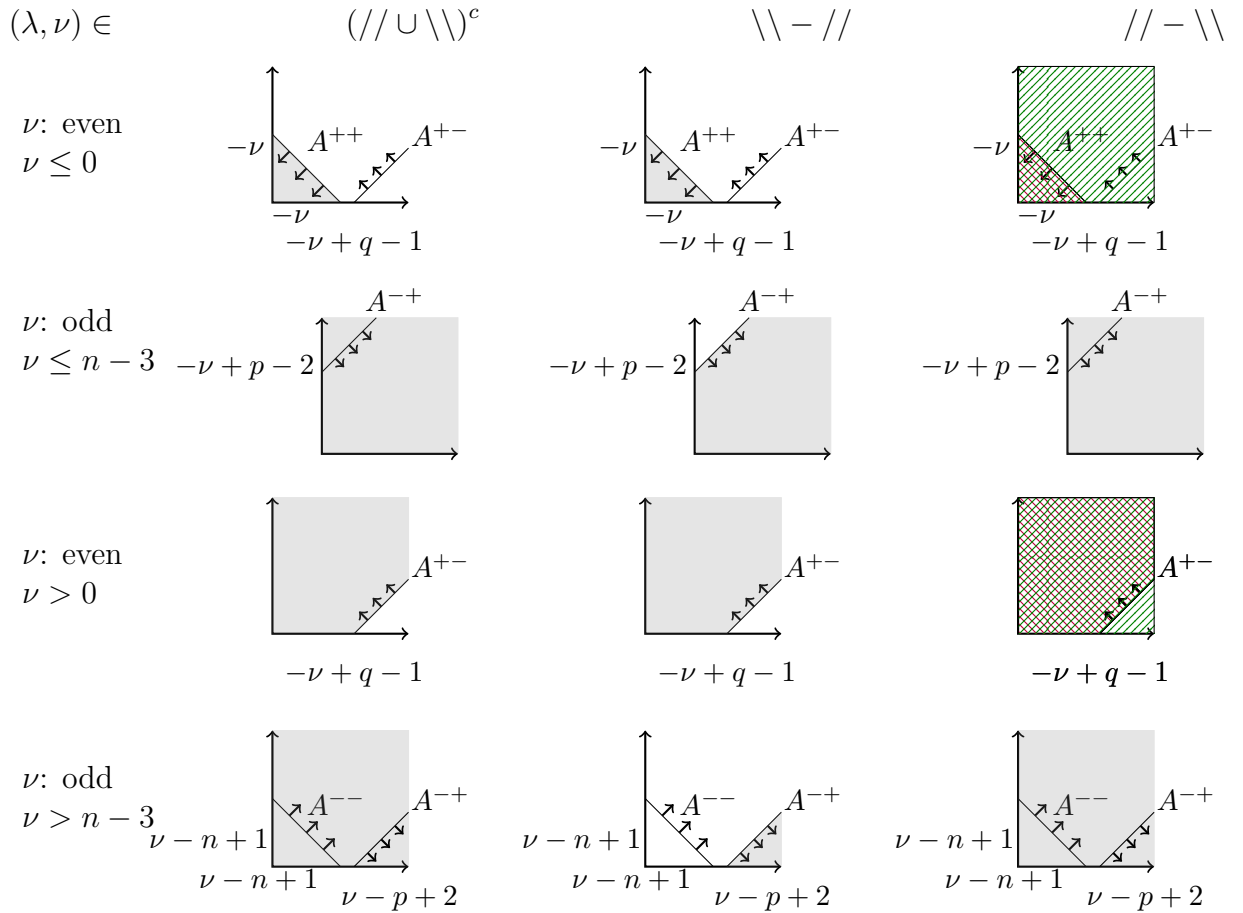 (λ, ν) ∈ (// ∪ \\)ᶜ \\ − // // − \\
ν: even
ν ≤ 0
−ν A⁺⁺ A⁺⁻
−ν
−ν + q − 1
−ν A⁺⁺ A⁺⁻
−ν
−ν + q − 1
−ν A⁺⁺ A⁺⁻
−ν
−ν + q − 1
ν: odd
ν ≤ n − 3
A⁻⁺
−ν + p − 2
A⁻⁺
−ν + p − 2
A⁻⁺
−ν + p − 2
ν: even
ν > 0
A⁺⁻
−ν + q − 1
A⁺⁻
−ν + q − 1
A⁺⁻
−ν + q − 1
ν: odd
ν > n − 3
A⁻⁻ A⁻⁺
ν − n + 1
ν − n + 1
ν − p + 2
A⁻⁻ A⁻⁺
ν − n + 1
ν − n + 1
ν − p + 2
A⁻⁻ A⁻⁺
ν − n + 1
ν − n + 1
ν − p + 2